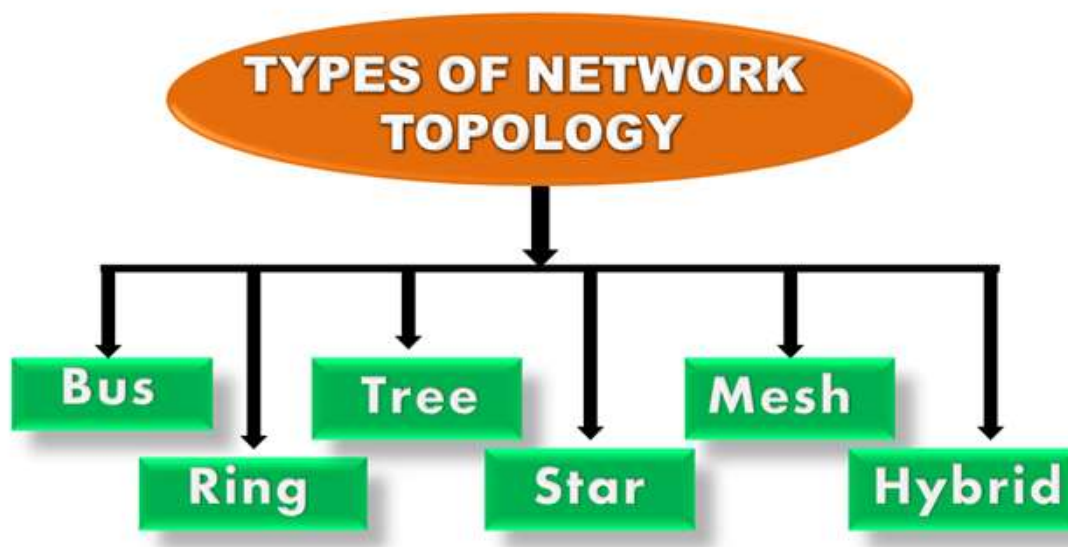 TYPES OF NETWORK
TOPOLOGY
Bus
Tree
Mesh
Ring
Star
Hybrid